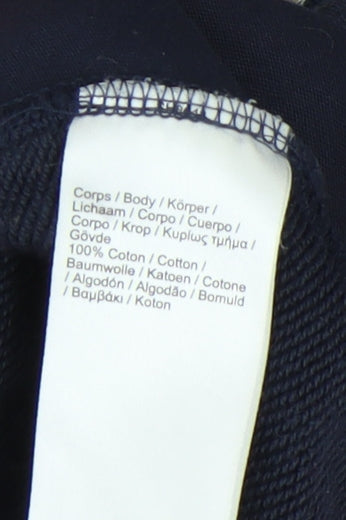 Corps / Body / Körper /
Lichaam / Corpo / Cuerpo /
Corpo / Krop / Κυρίως τμήμα /
Gövde
100% Coton / Cotton /
Baumwolle / Katoen / Cotone
/ Algodón / Algodão / Bomuld
/ Βαμβάκι / Koton